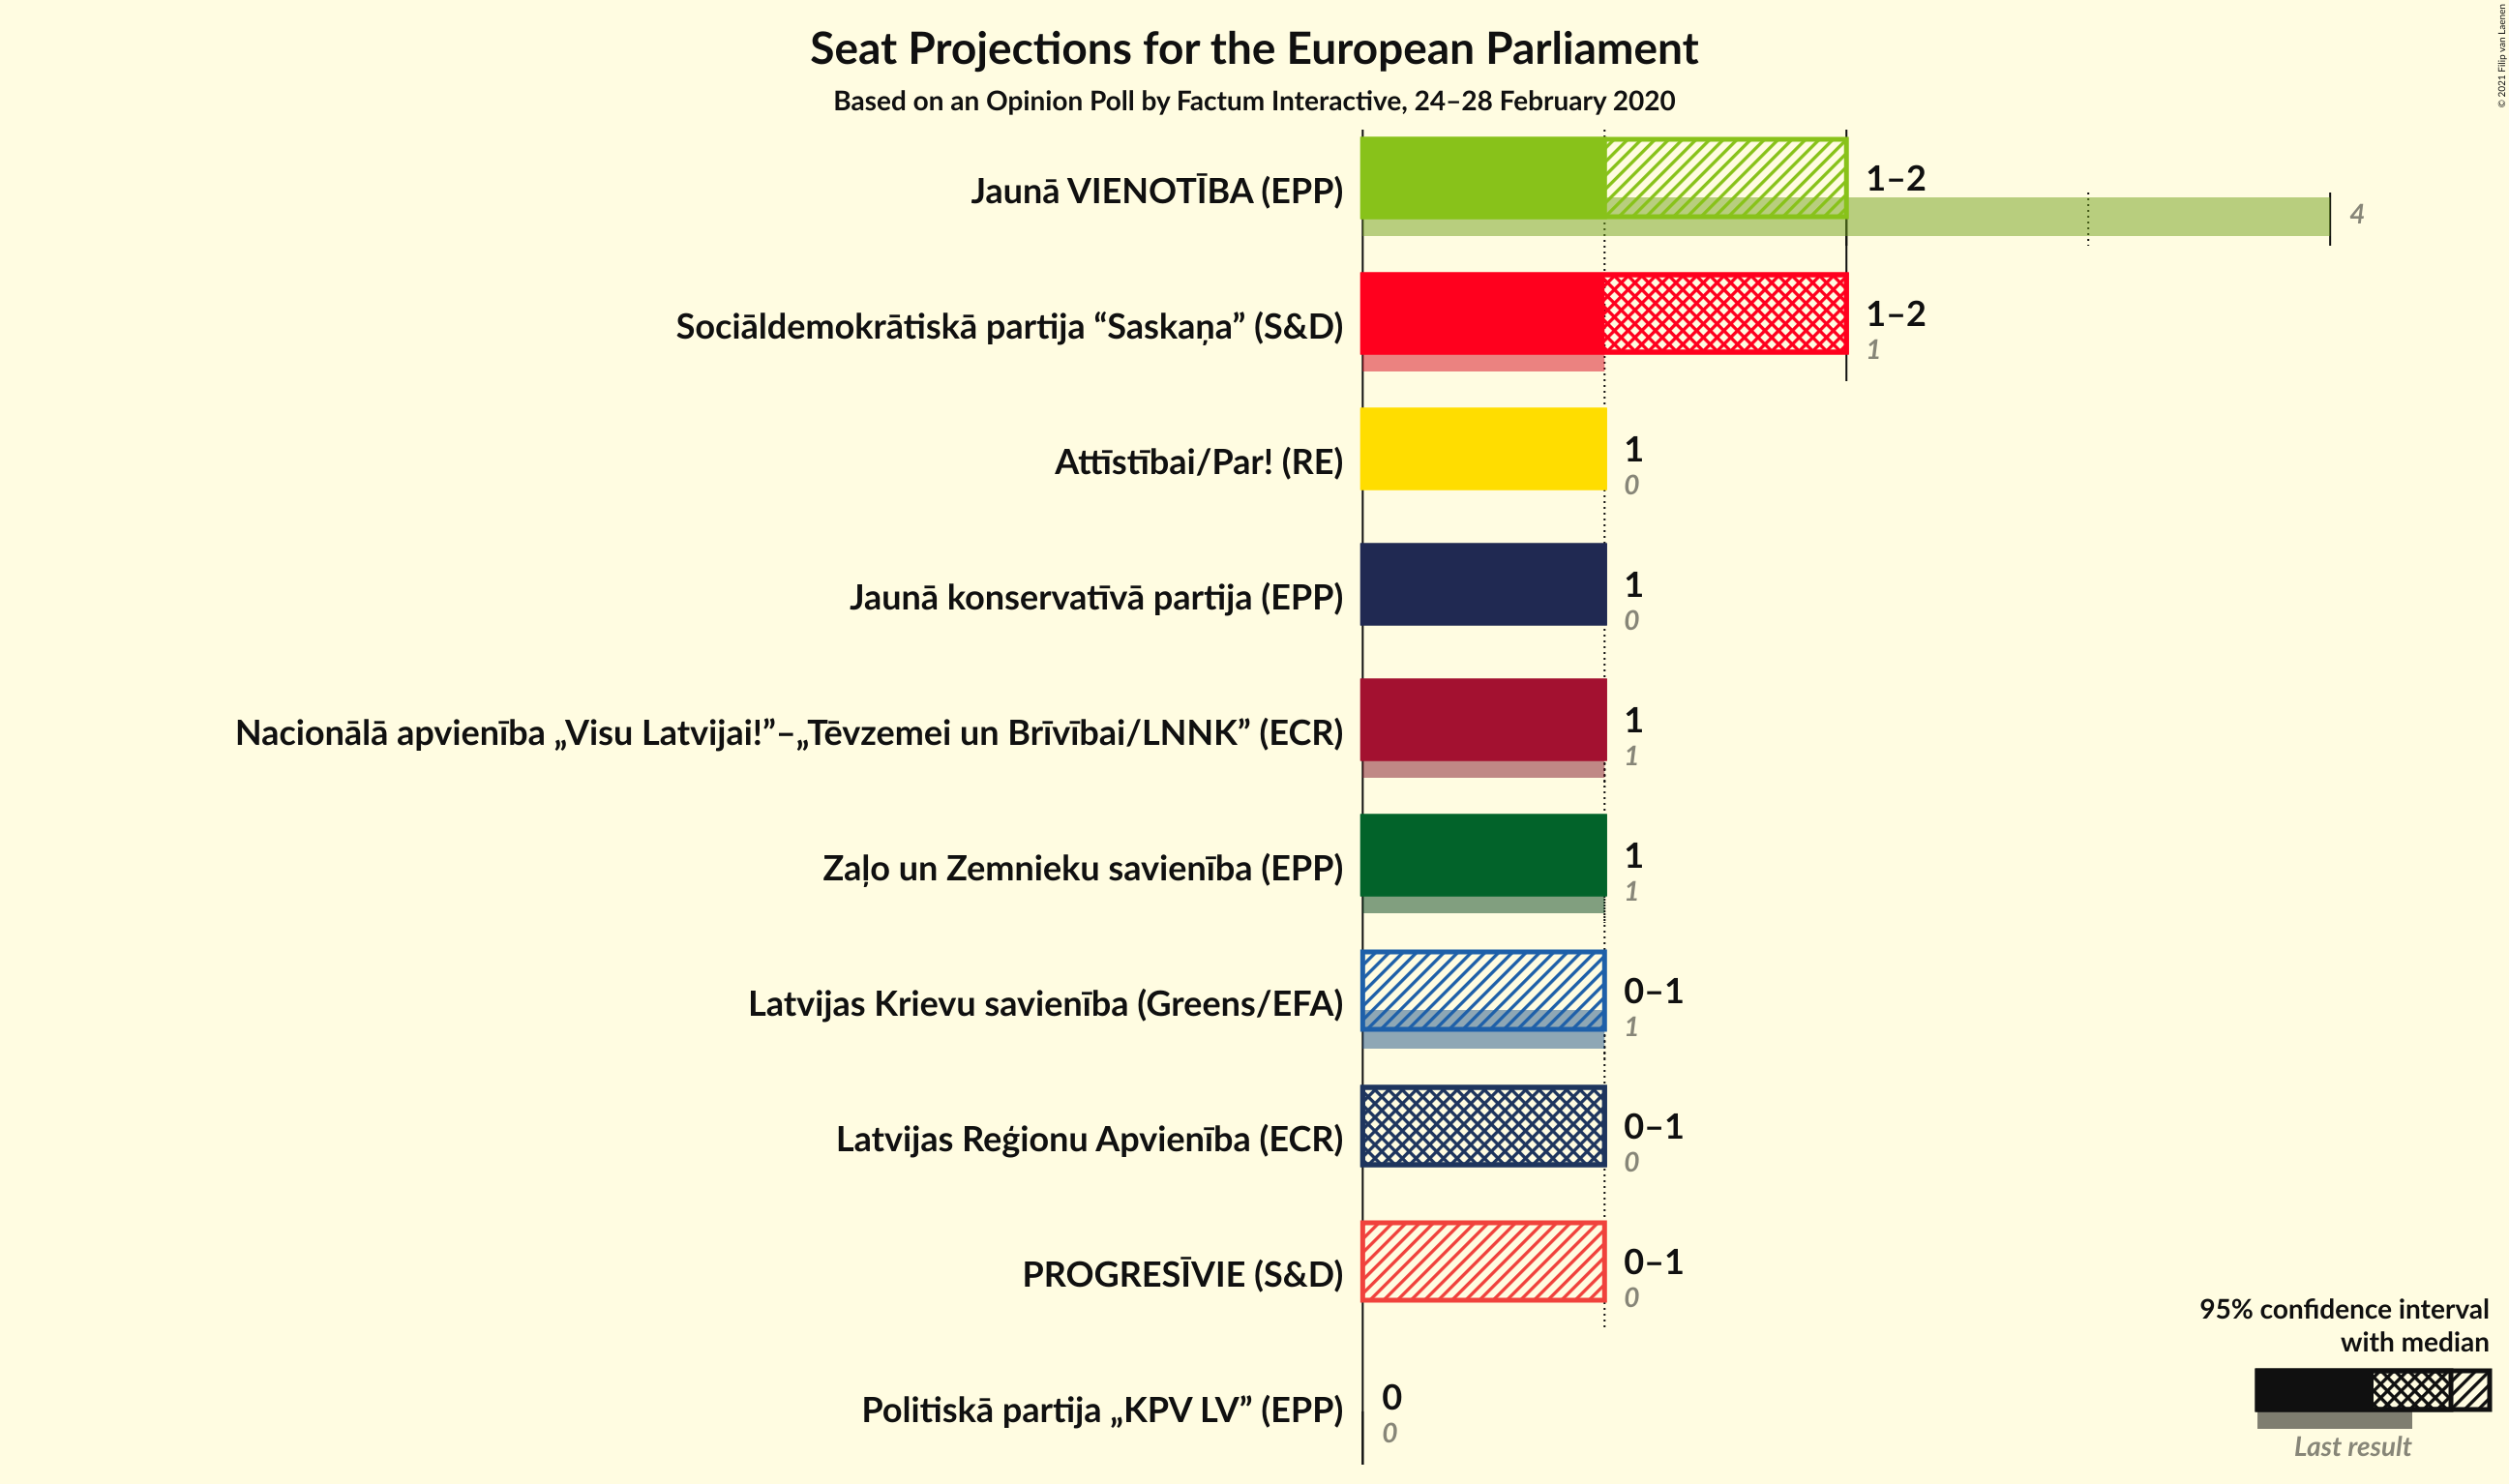 Seat Projections for the European Parliament
Based on an Opinion Poll by Factum Interactive, 24–28 February 2020
© 2021 Filip van Laenen
Jaunā VIENOTĪBA (EPP)
1–2
4
Sociāldemokrātiskā partija “Saskaņa” (S&D)
1–2
1
Attīstībai/Par! (RE)
1
0
Jaunā konservatīvā partija (EPP)
1
0
Nacionālā apvienība „Visu Latvijai!”–„Tēvzemei un Brīvībai/LNNK” (ECR)
1
1
Zaļo un Zemnieku savienība (EPP)
1
1
Latvijas Krievu savienība (Greens/EFA)
0–1
1
Latvijas Reģionu Apvienība (ECR)
0–1
0
PROGRESĪVIE (S&D)
0–1
0
Politiskā partija „KPV LV” (EPP)
0
0
95% confidence interval
with median
Last result